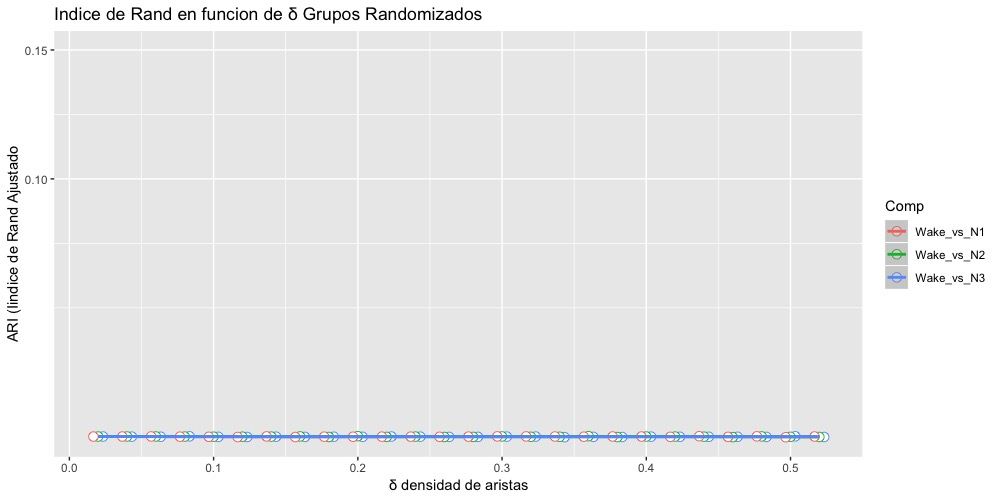 Indice de Rand en funcion de δ Grupos Randomizados
0.15
0.10
ARI (Iindice de Rand Ajustado
0.0
0.1
0.2
0.3
0.4
0.5
δ densidad de aristas
Comp
Wake_vs_N1
Wake_vs_N2
Wake_vs_N3